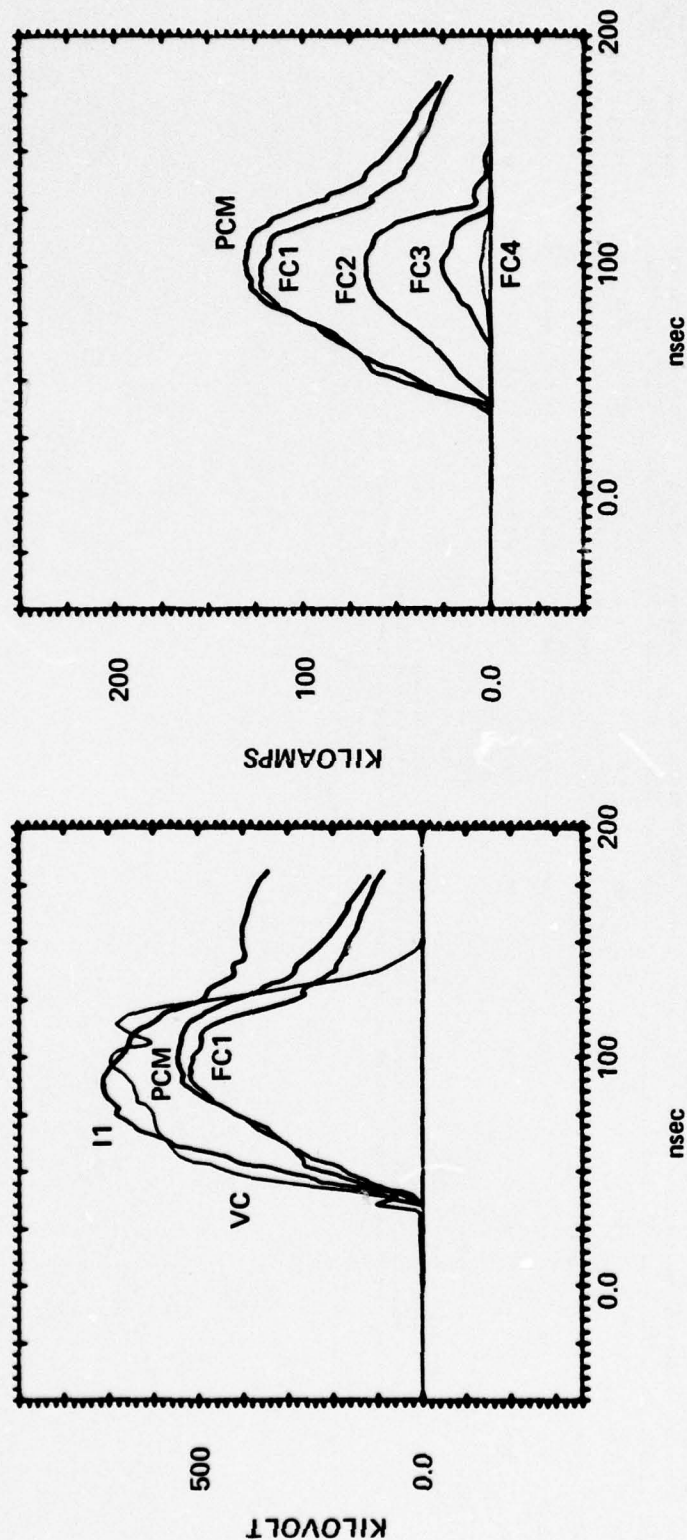 KILOVOLT
500
0.0
I1
VC
PCM
FC1
0.0
100
200
nsec
KILOAMPS
200
100
0.0
PCM
FC1
FC2
FC3
FC4
0.0
100
200
nsec